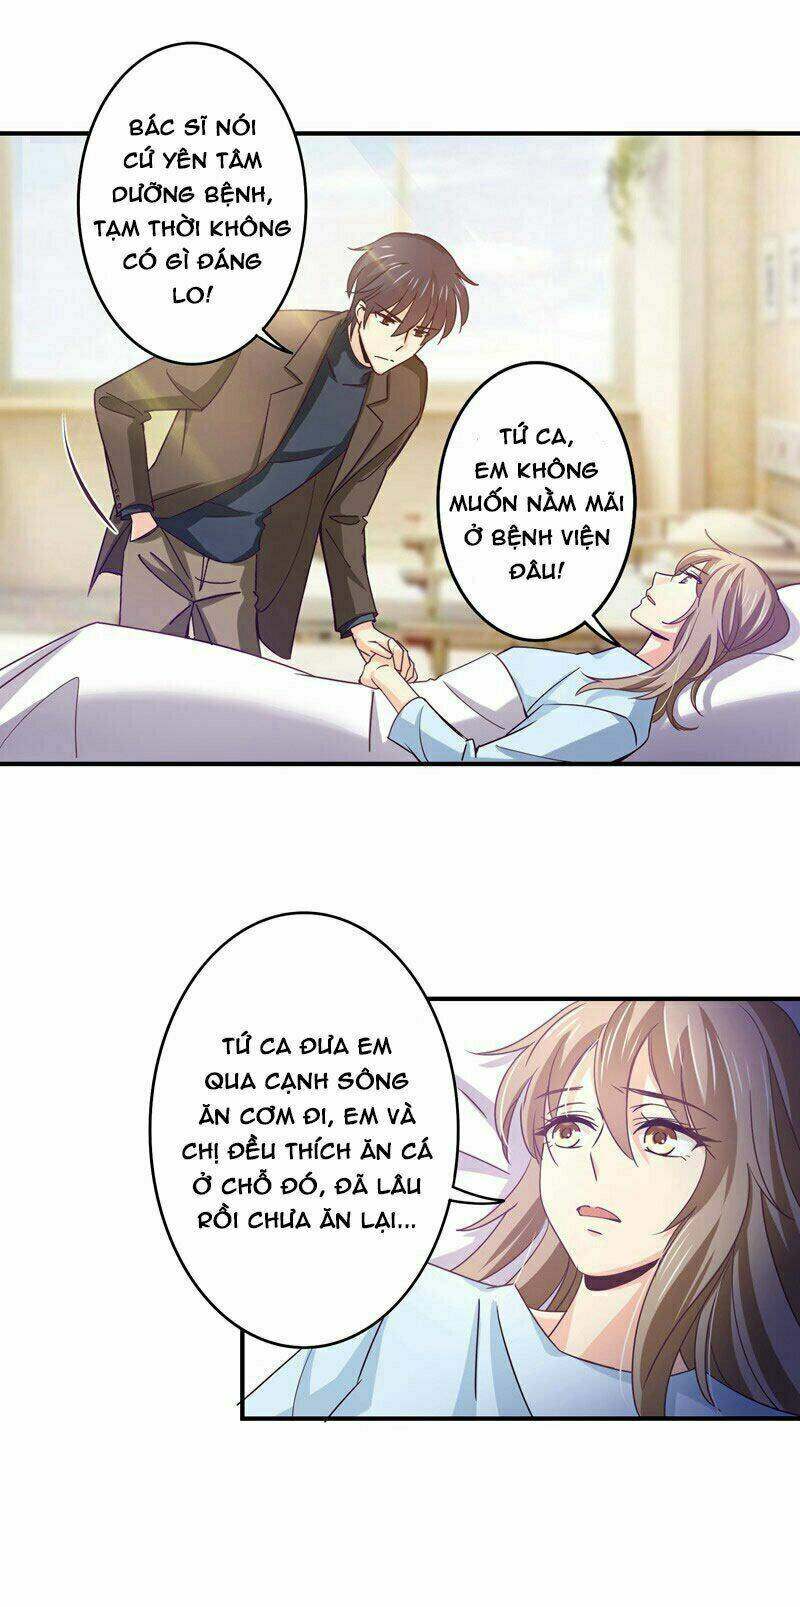 BÁC SĨ NÓI
CỨ YÊN TÂM
DƯỠNG BỆNH,
TẠM THỜI KHÔNG
CÓ GÌ ĐÁNG
LO!
TỨ CA,
EM KHÔNG
MUỐN NẰM MÃI
Ở BỆNH VIỆN
ĐÂU!
TỨ CA ĐƯA EM
QUA CẠNH SÔNG
ĂN CƠM ĐI, EM VÀ
CHỊ ĐỀU THÍCH ĂN CÁ
Ở CHỖ ĐÓ, ĐÃ LÂU
RỒI CHƯA ĂN LẠI...